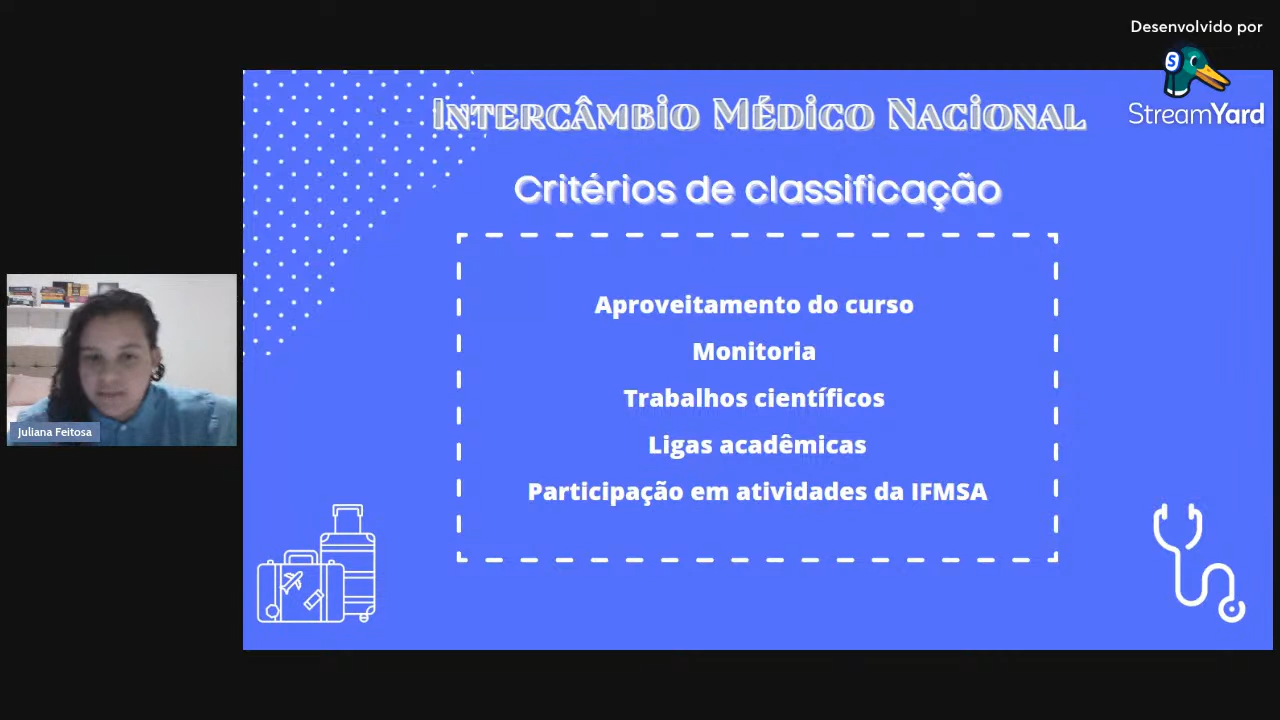 Desenvolvido por
StreamYard
Intercâmbio Médico Nacional
Critérios de classificação
Aproveitamento do curso
Monitoria
Trabalhos científicos
Ligas acadêmicas
Participação em atividades da IFMSA
Juliana Feitosa